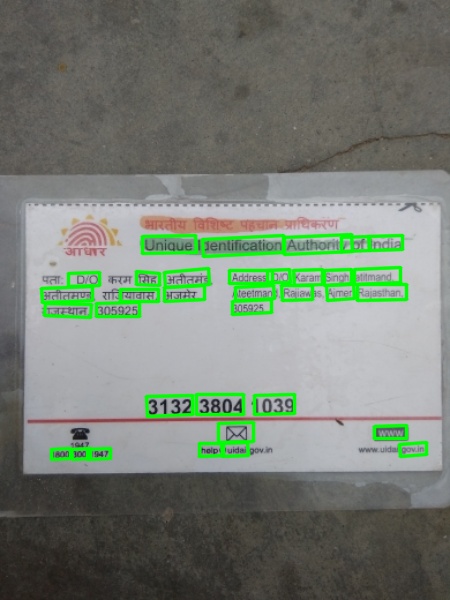 भारतीय विशिष्ट पहचान प्राधिकरण
Unique Identification Authority of India
आधार
पता: D/O करम सिंह अतीतमंड
अतीतमण्ड राजियावास अजमेर
राजस्थान 305925
Address D/O Karam Singh, atitmand,
Ateetmand, Rajiawas, Ajmer, Rajasthan,
305925
3132 3804 1039
1947
1800 300 1947
help@uidai.gov.in
www
www.uidai.gov.in